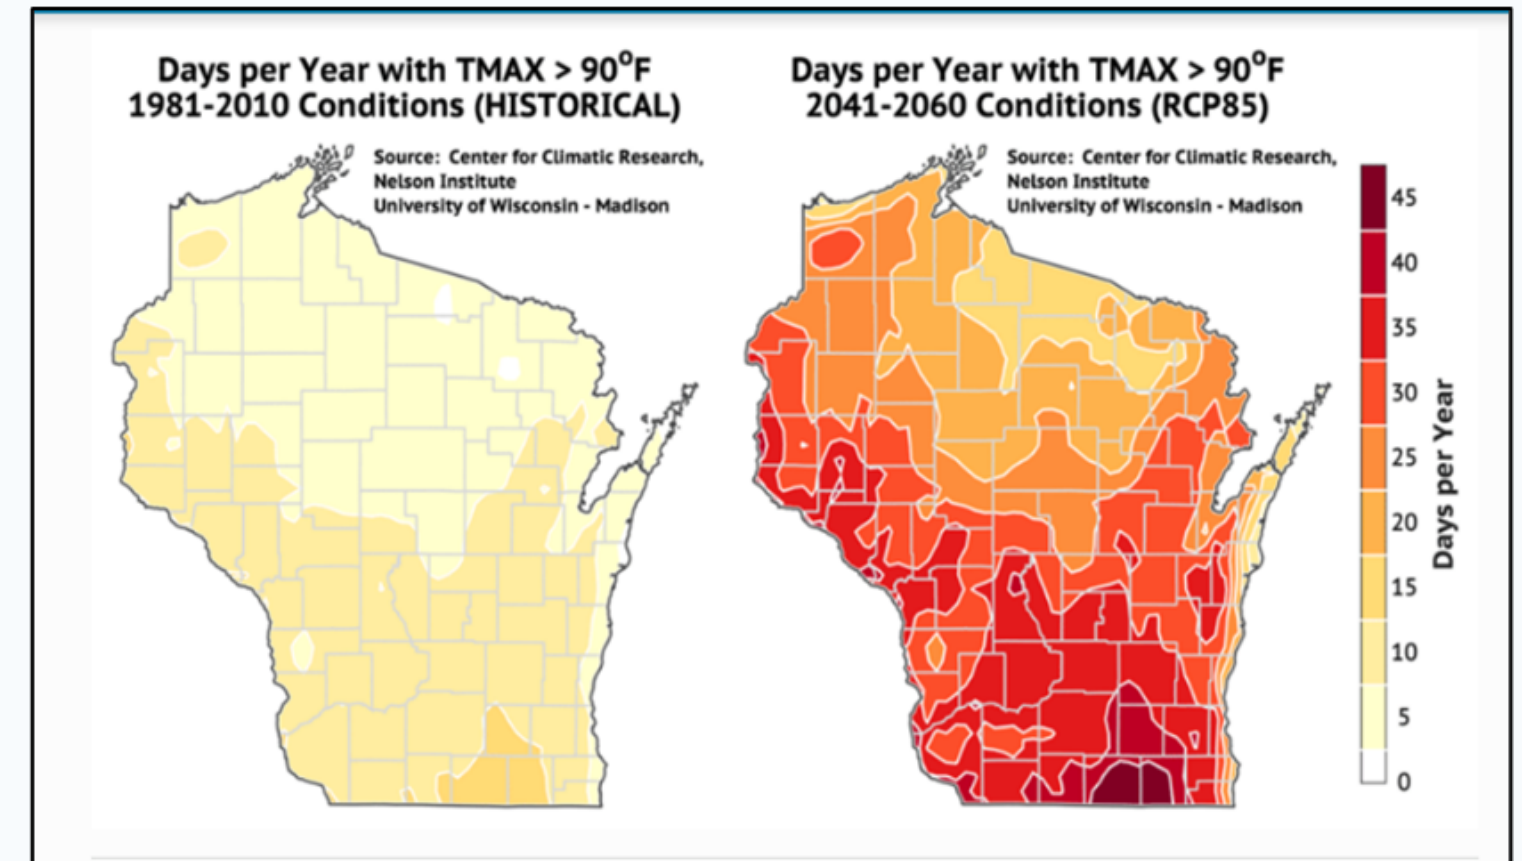 Days per Year with TMAX > 90°F
1981-2010 Conditions (HISTORICAL)
Source: Center for Climatic Research,
Nelson Institute
University of Wisconsin - Madison
Days per Year with TMAX > 90°F
2041-2060 Conditions (RCP85)
Source: Center for Climatic Research,
Nelson Institute
University of Wisconsin - Madison
45
40
35
30
25
20
15
10
5
0
Days per Year